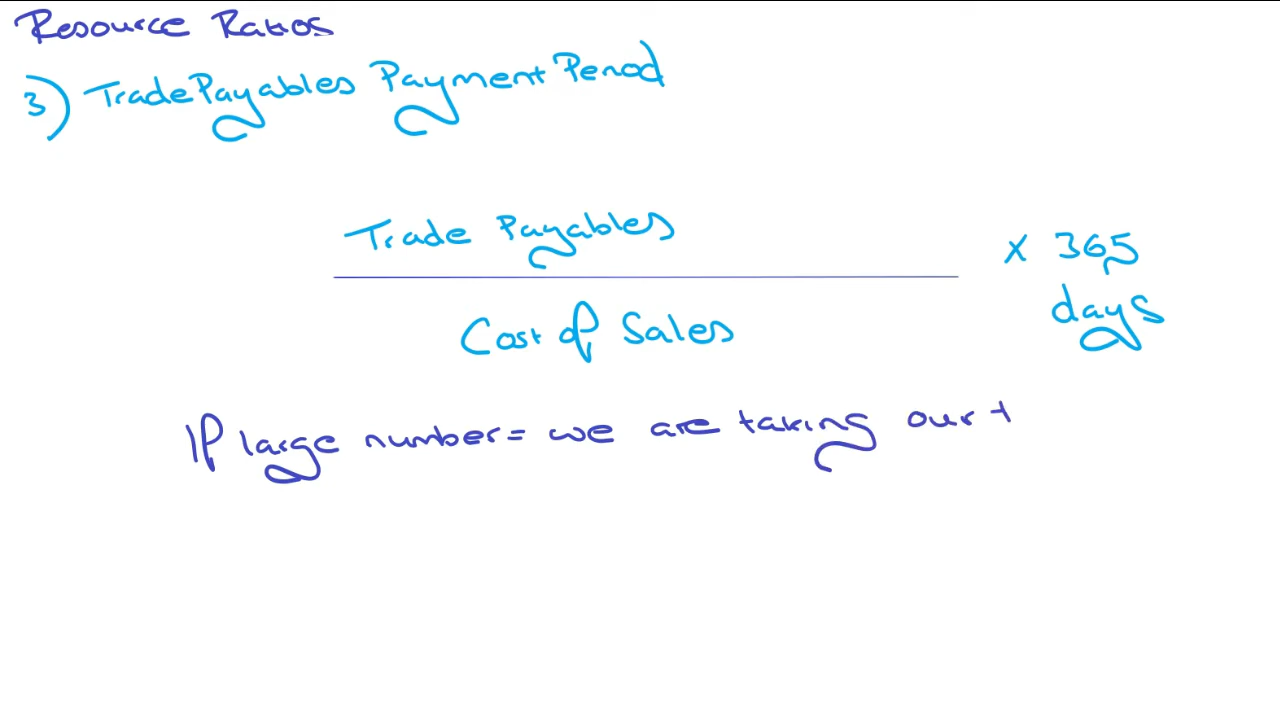 Resource Ratios
3) Trade Payables Payment Period
Trade Payables
Cost of Sales
x 365
days
If large number = we are taking our t